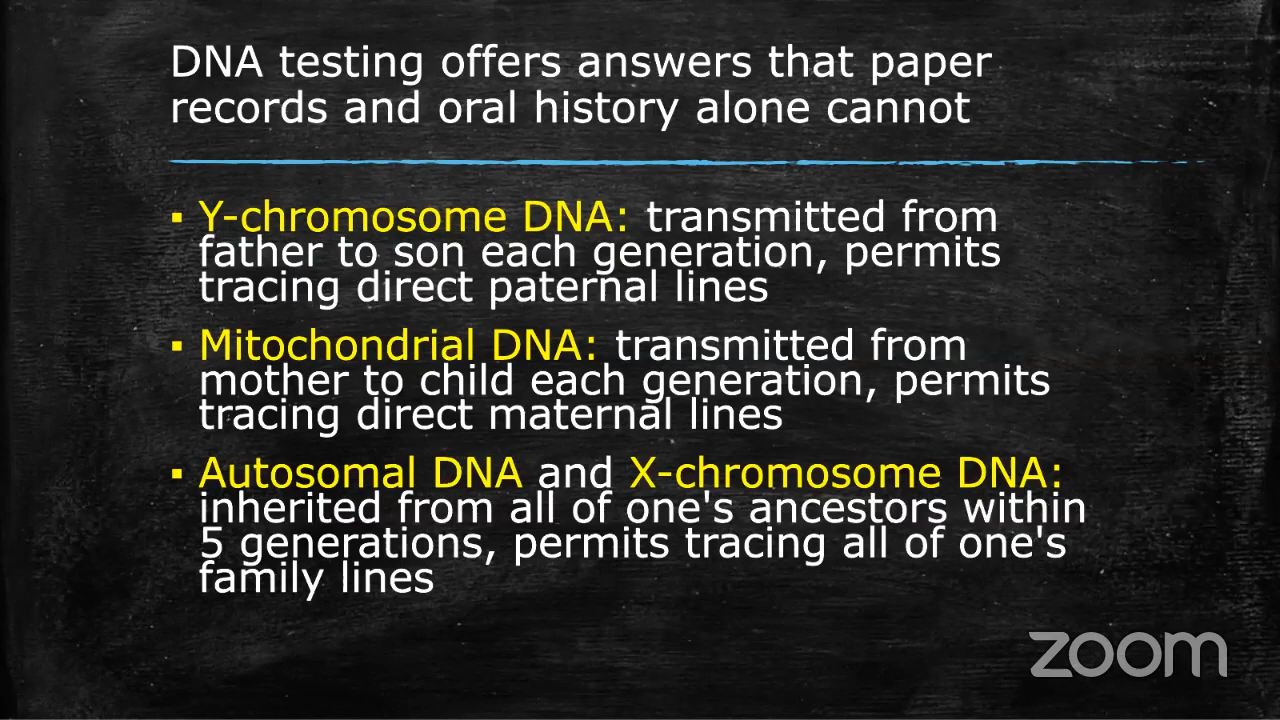 DNA testing offers answers that paper
records and oral history alone cannot
▪ Y-chromosome DNA: transmitted from
father to son each generation, permits
tracing direct paternal lines
▪ Mitochondrial DNA: transmitted from
mother to child each generation, permits
tracing direct maternal lines
▪ Autosomal DNA and X-chromosome DNA:
inherited from all of one's ancestors within
5 generations, permits tracing all of one's
family lines
zoom